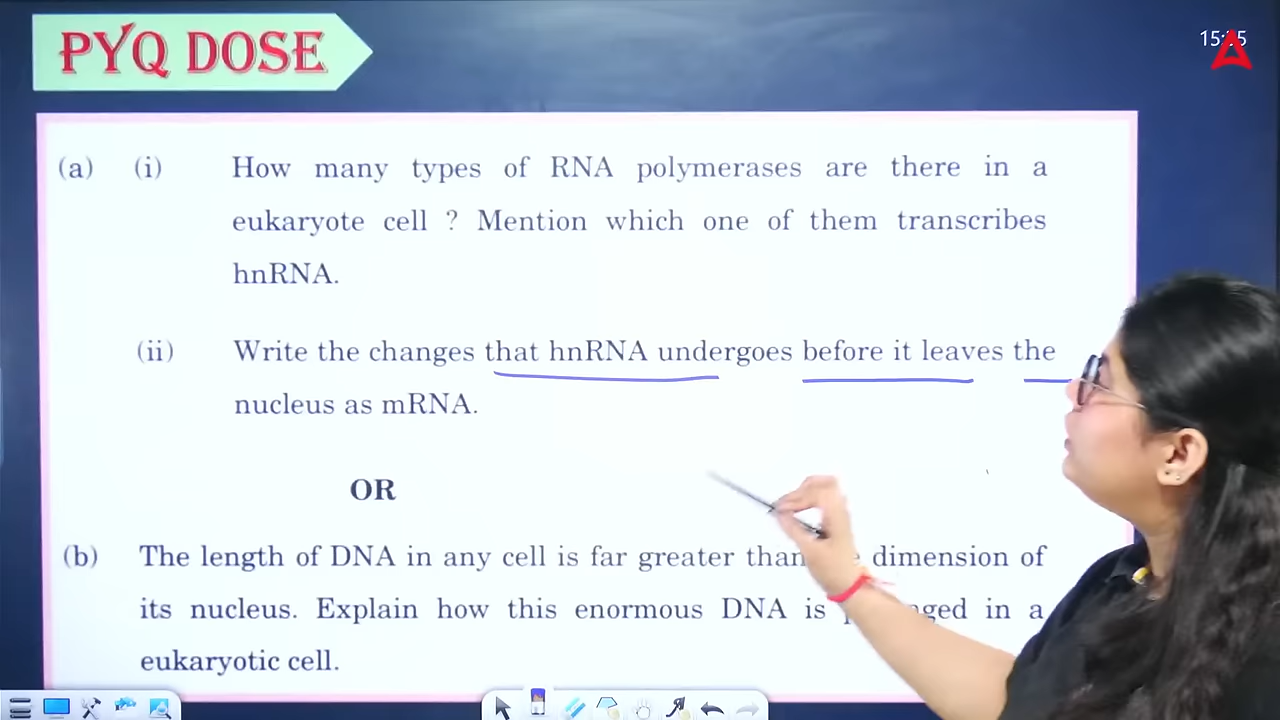 PYQ DOSE
(a) (i) How many types of RNA polymerases are there in a
eukaryote cell ? Mention which one of them transcribes
hnRNA.
(ii) Write the changes that hnRNA undergoes before it leaves the
nucleus as mRNA.
OR
(b) The length of DNA in any cell is far greater than dimension of
its nucleus. Explain how this enormous DNA is in a
eukaryotic cell.